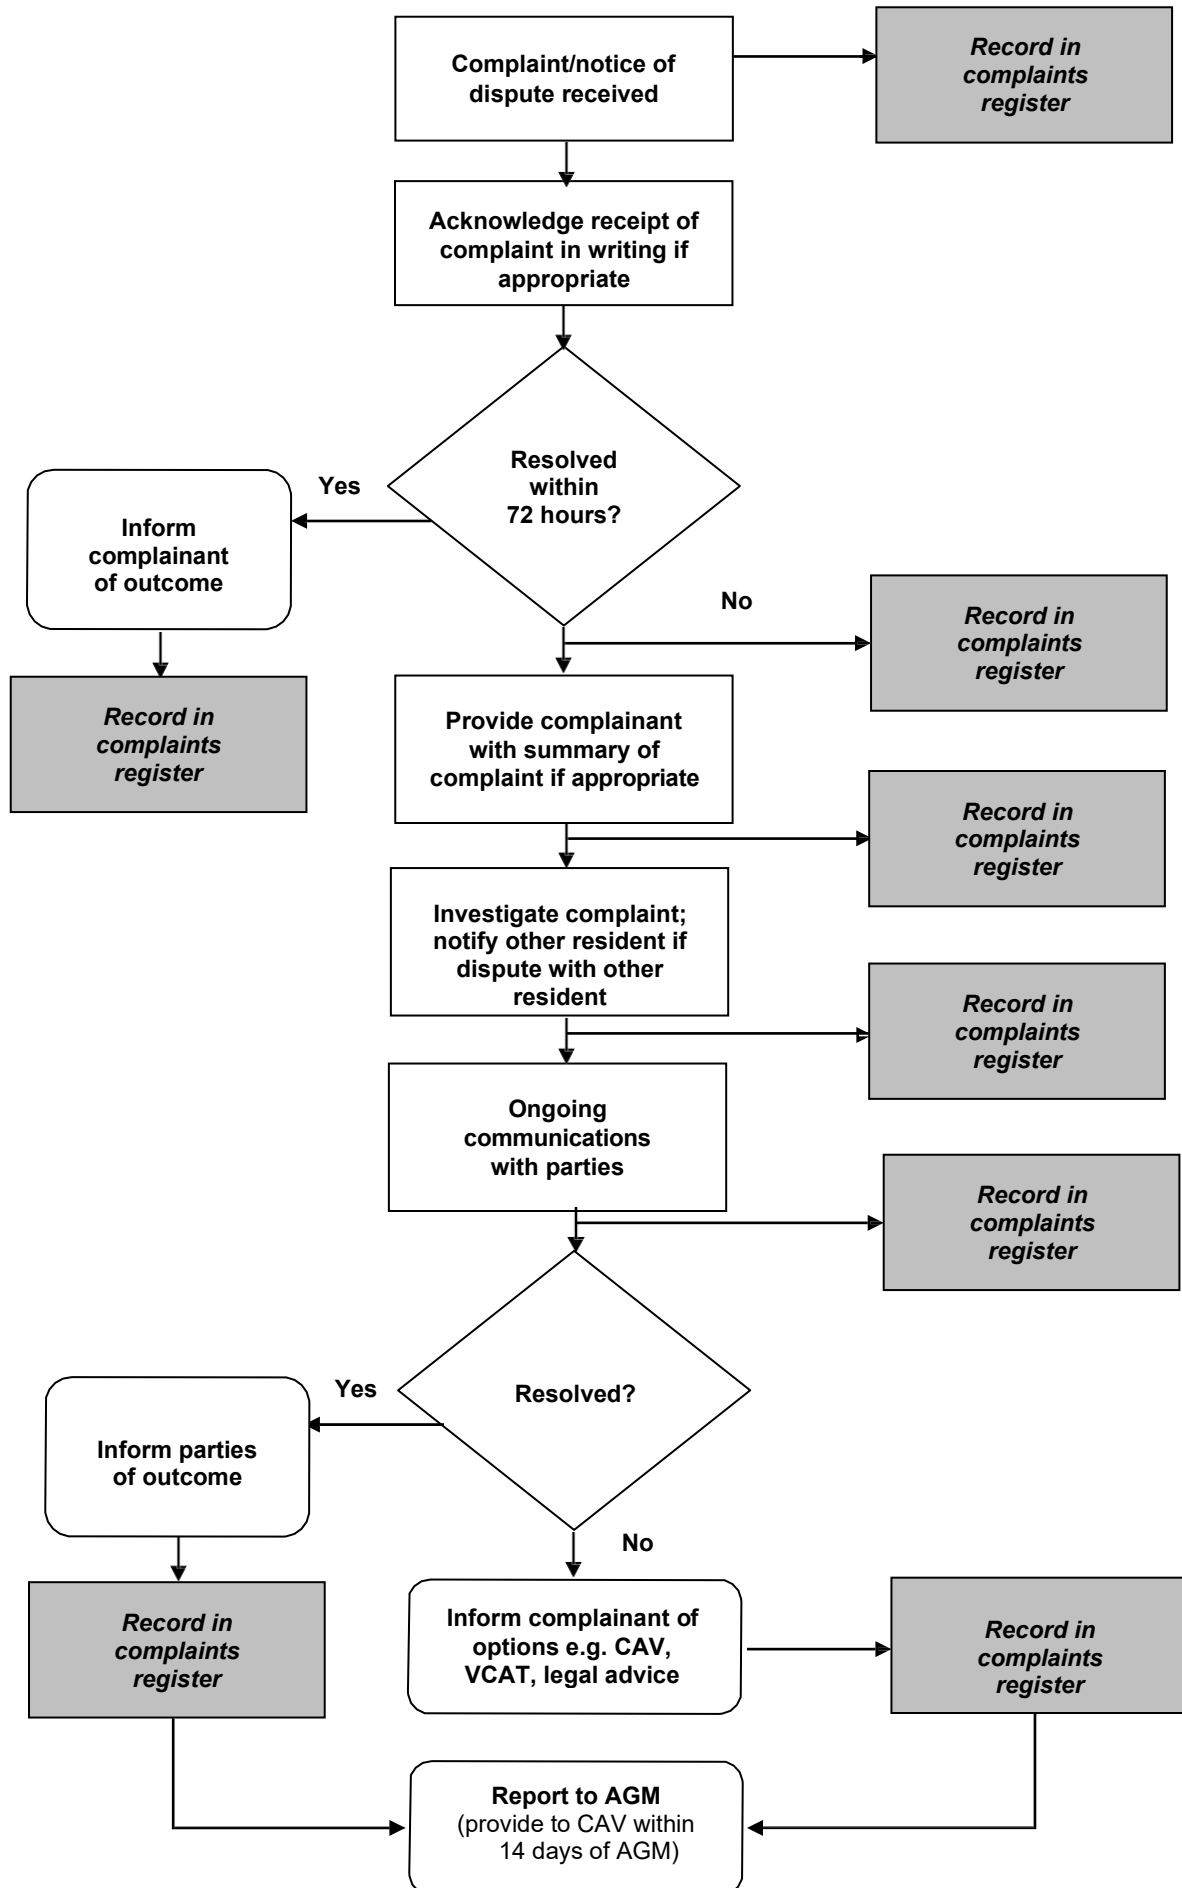 Complaint/notice of
dispute received
Record in
complaints
register
Acknowledge receipt of
complaint in writing if
appropriate
Resolved
within
72 hours?
Yes
Inform
complainant
of outcome
No
Record in
complaints
register
Record in
complaints
register
Provide complainant
with summary of
complaint if appropriate
Record in
complaints
register
Investigate complaint;
notify other resident if
dispute with other
resident
Record in
complaints
register
Ongoing
communications
with parties
Record in
complaints
register
Resolved?
Yes
Inform parties
of outcome
No
Record in
complaints
register
Inform complainant of
options e.g. CAV,
VCAT, legal advice
Record in
complaints
register
Report to AGM
(provide to CAV within
14 days of AGM)